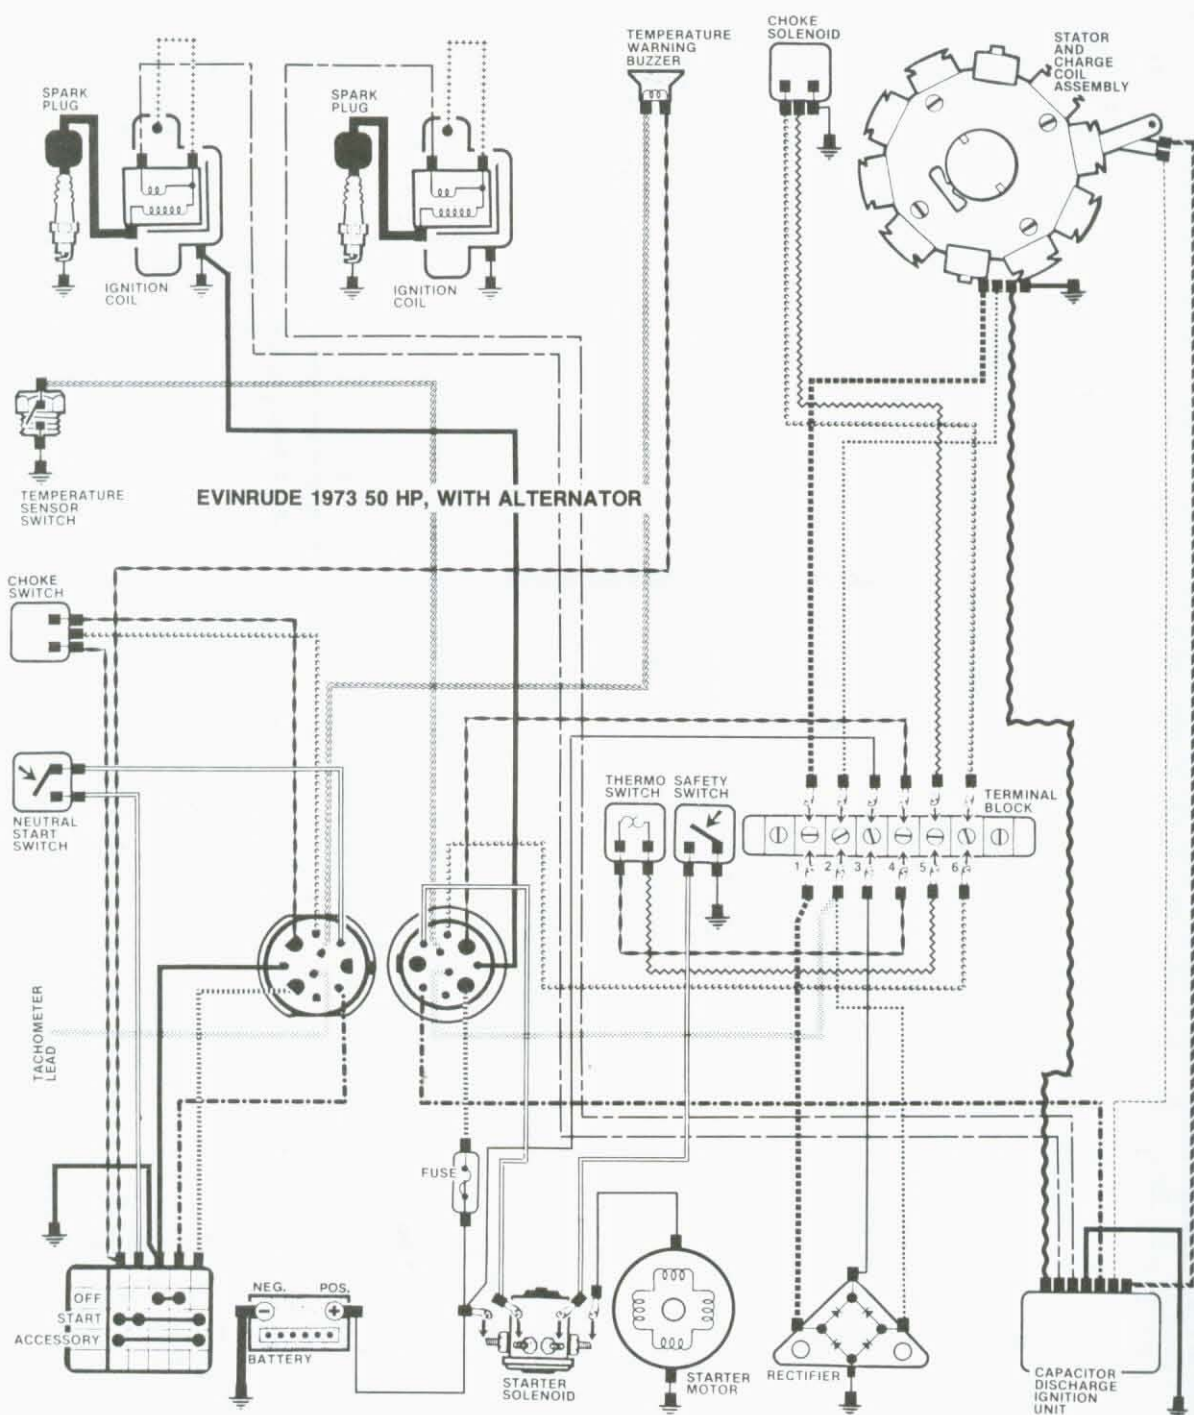 TEMPERATURE
WARNING
BUZZER
CHOKE
SOLENOID
STATOR
AND
CHARGE
COIL
ASSEMBLY
SPARK
PLUG
SPARK
PLUG
IGNITION
COIL
IGNITION
COIL
TEMPERATURE
SENSOR
SWITCH
EVINRUDE 1973 50 HP, WITH ALTERNATOR
CHOKE
SWITCH
NEUTRAL
START
SWITCH
THERMO
SWITCH
SAFETY
SWITCH
TERMINAL
BLOCK
1 2 3 4 5 6
TACHOMETER
LEAD
FUSE
OFF
START
ACCESSORY
NEG. POS.
BATTERY
STARTER
SOLENOID
STARTER
MOTOR
RECTIFIER
CAPACITOR
DISCHARGE
IGNITION
UNIT